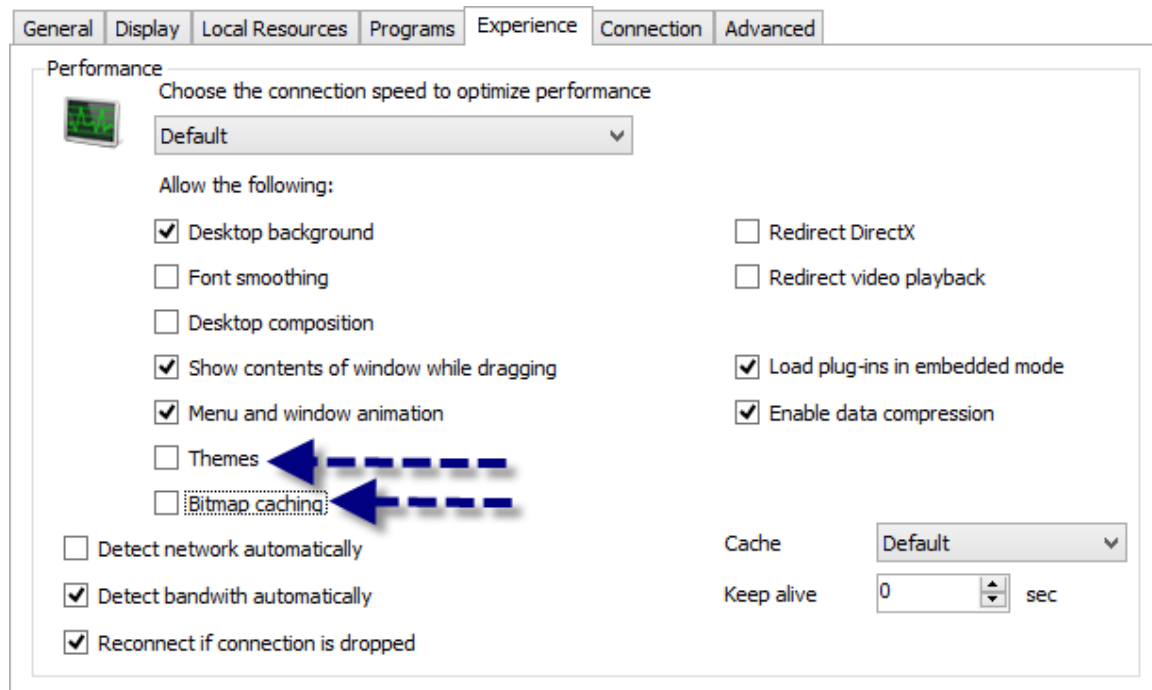 General Display Local Resources Programs Experience Connection Advanced
Performance
Choose the connection speed to optimize performance
Default
Allow the following:
Desktop background
Redirect DirectX
Font smoothing
Redirect video playback
Desktop composition
Show contents of window while dragging
Load plug-ins in embedded mode
Menu and window animation
Enable data compression
Themes
Bitmap caching
Detect network automatically
Cache Default
Detect bandwith automatically
Keep alive 0 sec
Reconnect if connection is dropped